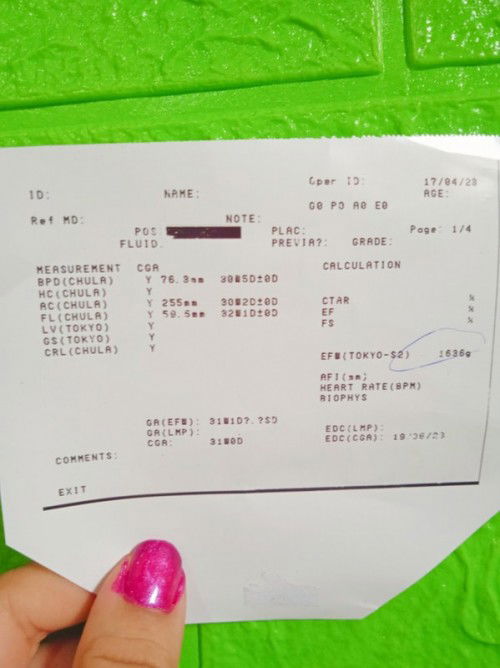 ID: NAME: Oper ID: 17/04/23
AGE:
G0 P0 A0 E0
Ref MD: NOTE: Page: 1/4
POS PLAC:
FLUID: PREVIA?: GRADE:
MEASUREMENT CGA CALCULATION
BPD(CHULA) Y 76.3mm 30W5D±0D
HC(CHULA) Y
AC(CHULA) Y 255mm 30W2D±0D CTAR %
FL(CHULA) Y 59.5mm 32W1D±0D EF %
LV(TOKYO) Y FS %
GS(TOKYO) Y
CRL(CHULA) Y
EFW(TOKYO-S2) 1636g
AFI(mm)
HEART RATE(BPM)
BIOPHYS
GA(EFW): 31W1D?.?SD
GA(LMP): EDC(LMP):
CGA: 31W0D EDC(CGA):
COMMENTS:
EXIT